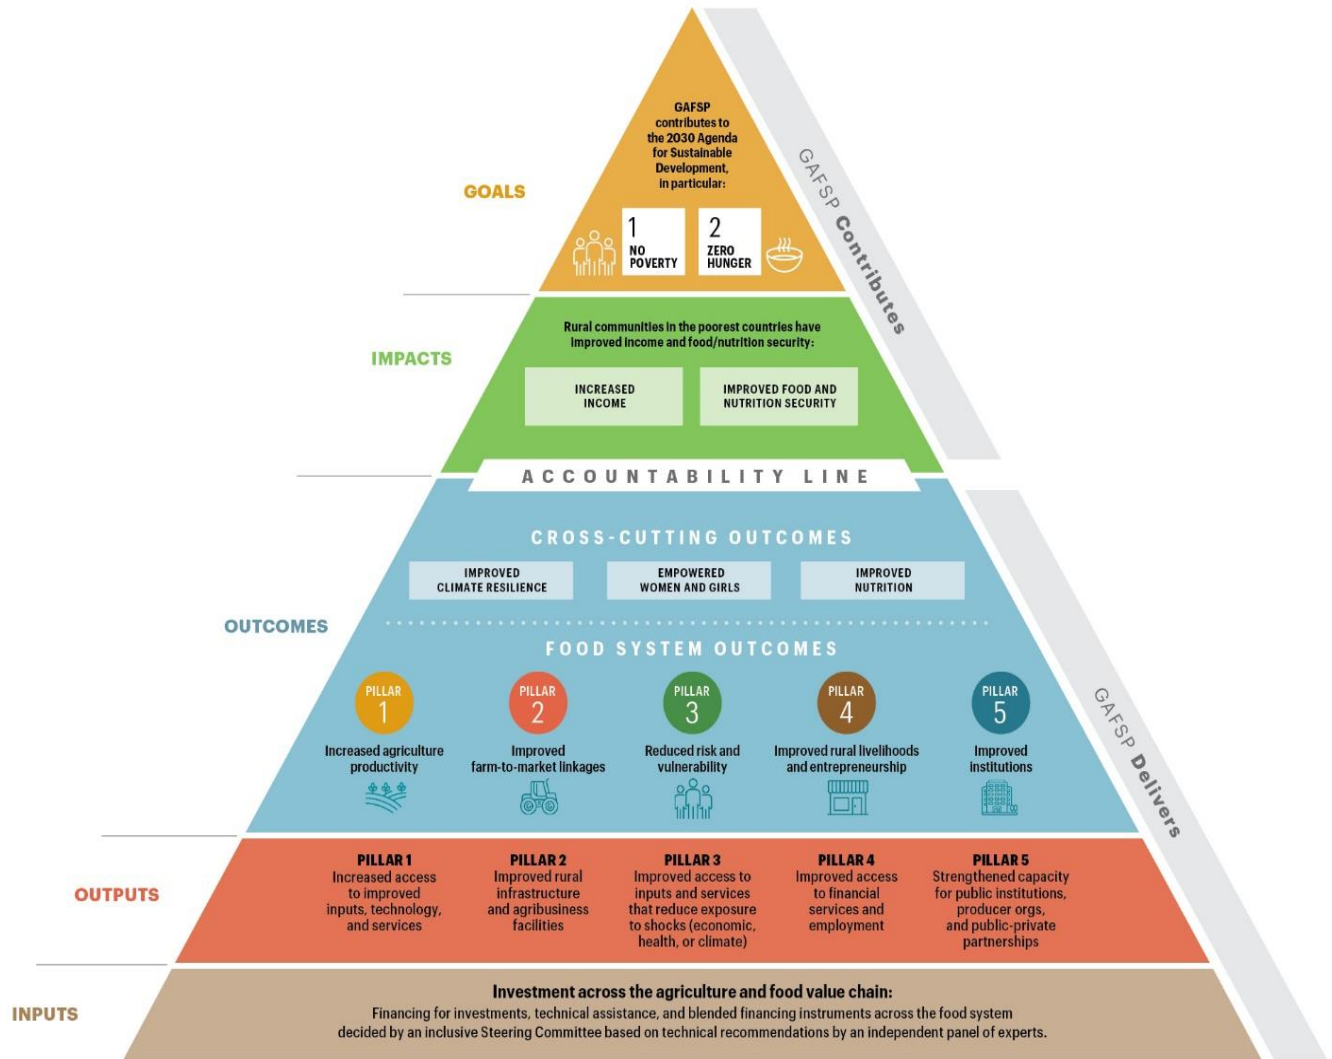 GAFSP
contributes to
the 2030 Agenda
for Sustainable
Development,
in particular:
GOALS
1
NO
POVERTY
2
ZERO
HUNGER
GAFSP Contributes
IMPACTS
Rural communities in the poorest countries have
improved income and food/nutrition security:
INCREASED
INCOME
IMPROVED FOOD AND
NUTRITION SECURITY
ACCOUNTABILITY LINE
CROSS-CUTTING OUTCOMES
IMPROVED
CLIMATE RESILIENCE
EMPOWERED
WOMEN AND GIRLS
IMPROVED
NUTRITION
OUTCOMES
FOOD SYSTEM OUTCOMES
PILLAR
1
Increased agriculture
productivity
PILLAR
2
Improved
farm-to-market linkages
PILLAR
3
Reduced risk and
vulnerability
PILLAR
4
Improved rural livelihoods
and entrepreneurship
PILLAR
5
Improved
institutions
GAFSP Delivers
OUTPUTS
PILLAR 1
Increased access
to improved
inputs, technology,
and services
PILLAR 2
Improved rural
infrastructure
and agribusiness
facilities
PILLAR 3
Improved access to
inputs and services
that reduce exposure
to shocks (economic,
health, or climate)
PILLAR 4
Improved access
to financial
services and
employment
PILLAR 5
Strengthened capacity
for public institutions,
producer orgs,
and public-private
partnerships
INPUTS
Investment across the agriculture and food value chain:
Financing for investments, technical assistance, and blended financing instruments across the food system
decided by an inclusive Steering Committee based on technical recommendations by an independent panel of experts.